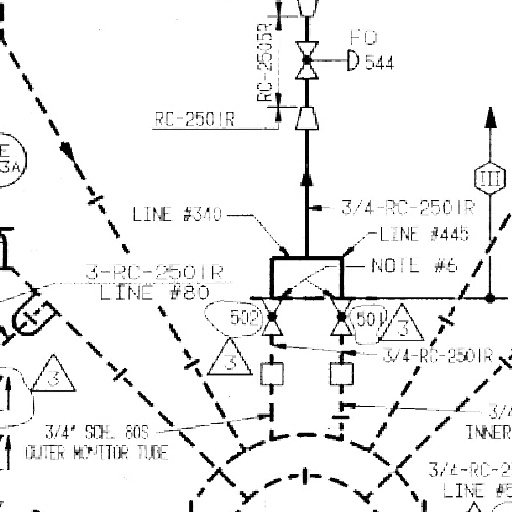 RC-2505R
FO
544
RC-2501R
E
3A
III
LINE #340
3/4-RC-2501R
LINE #445
3-RC-2501R
LINE #80
NOTE #6
502
501
3
3
3
3/4-RC-2501R
3/4" SCH. 80S
OUTER MONITOR TUBE
3/4
INNER
3/4-RC-2
LINE #5